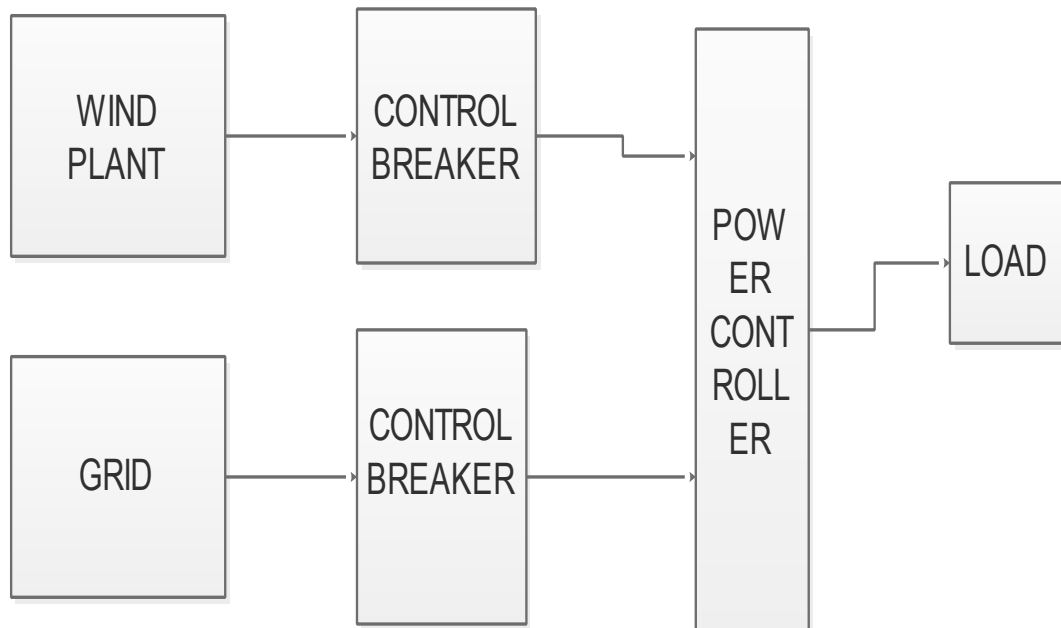 WIND
PLANT
CONTROL
BREAKER
POW
ER
CONT
ROLL
ER
LOAD
GRID
CONTROL
BREAKER